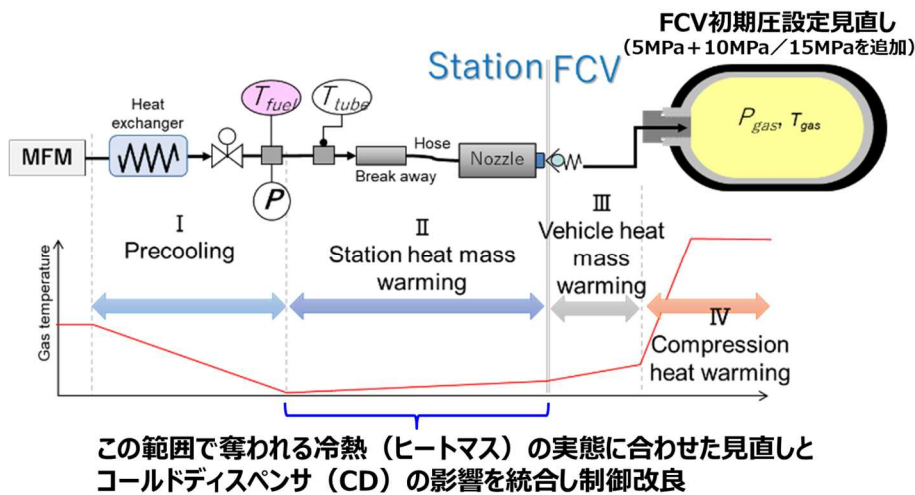 FCV初期圧設定見直し
（5MPa＋10MPa／15MPaを追加）
Station FCV
Heat
exchanger
Tfuel
Ttube
MFM
P
Hose
Break away
Nozzle
Pgas, Tgas
Ⅰ
Precooling
Ⅱ
Station heat mass
warming
Ⅲ
Vehicle heat
mass
warming
Ⅳ
Compression
heat warming
Gas temperature
この範囲で奪われる冷熱（ヒートマス）の実態に合わせた見直しと
コールドディスペンサ（CD）の影響を統合し制御改良